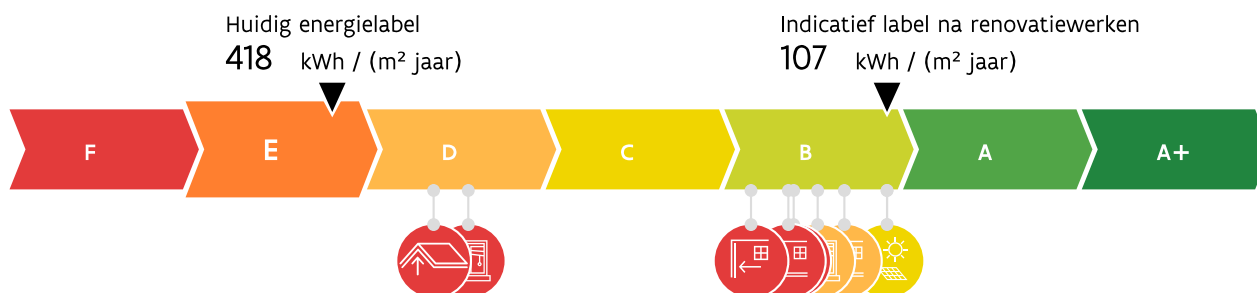 Huidig energielabel
418 kWh / (m² jaar)
Indicatief label na renovatiewerken
107 kWh / (m² jaar)
F E D C B A A+